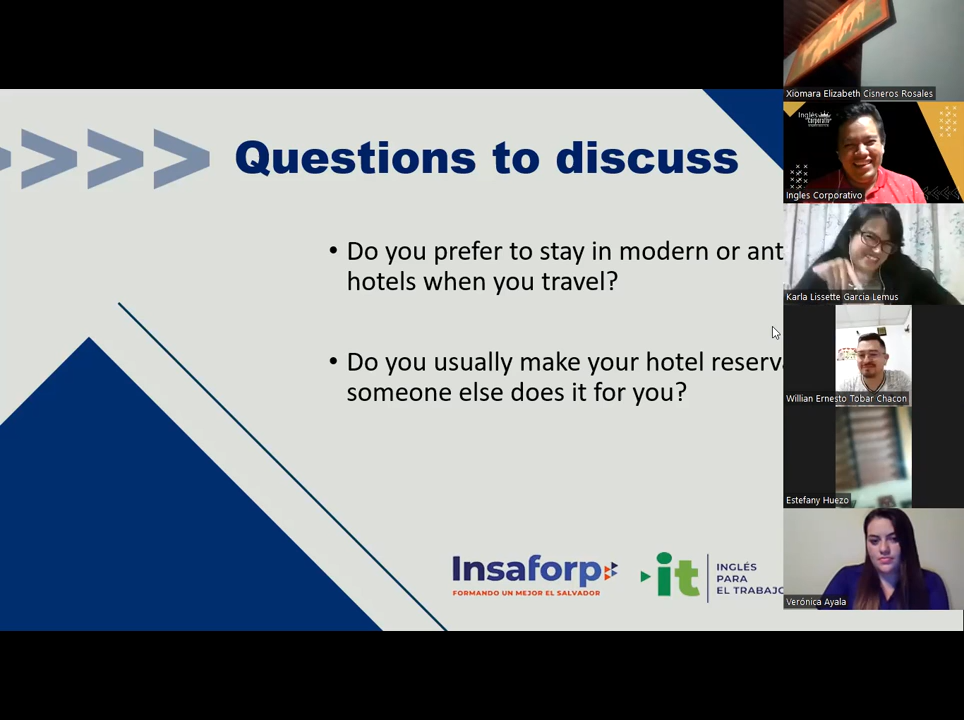 Questions to discuss
• Do you prefer to stay in modern or ant
hotels when you travel?
• Do you usually make your hotel reserv
someone else does it for you?
Insaforp
FORMANDO UN MEJOR EL SALVADOR
it
INGLÉS
PARA
EL TRABAJO
Xiomara Elizabeth Cisneros Rosales
Inglés
Corporativo
Ingles Corporativo
Karla Lissette Garcia Lemus
Willian Ernesto Tobar Chacon
Estefany Huezo
Verónica Ayala